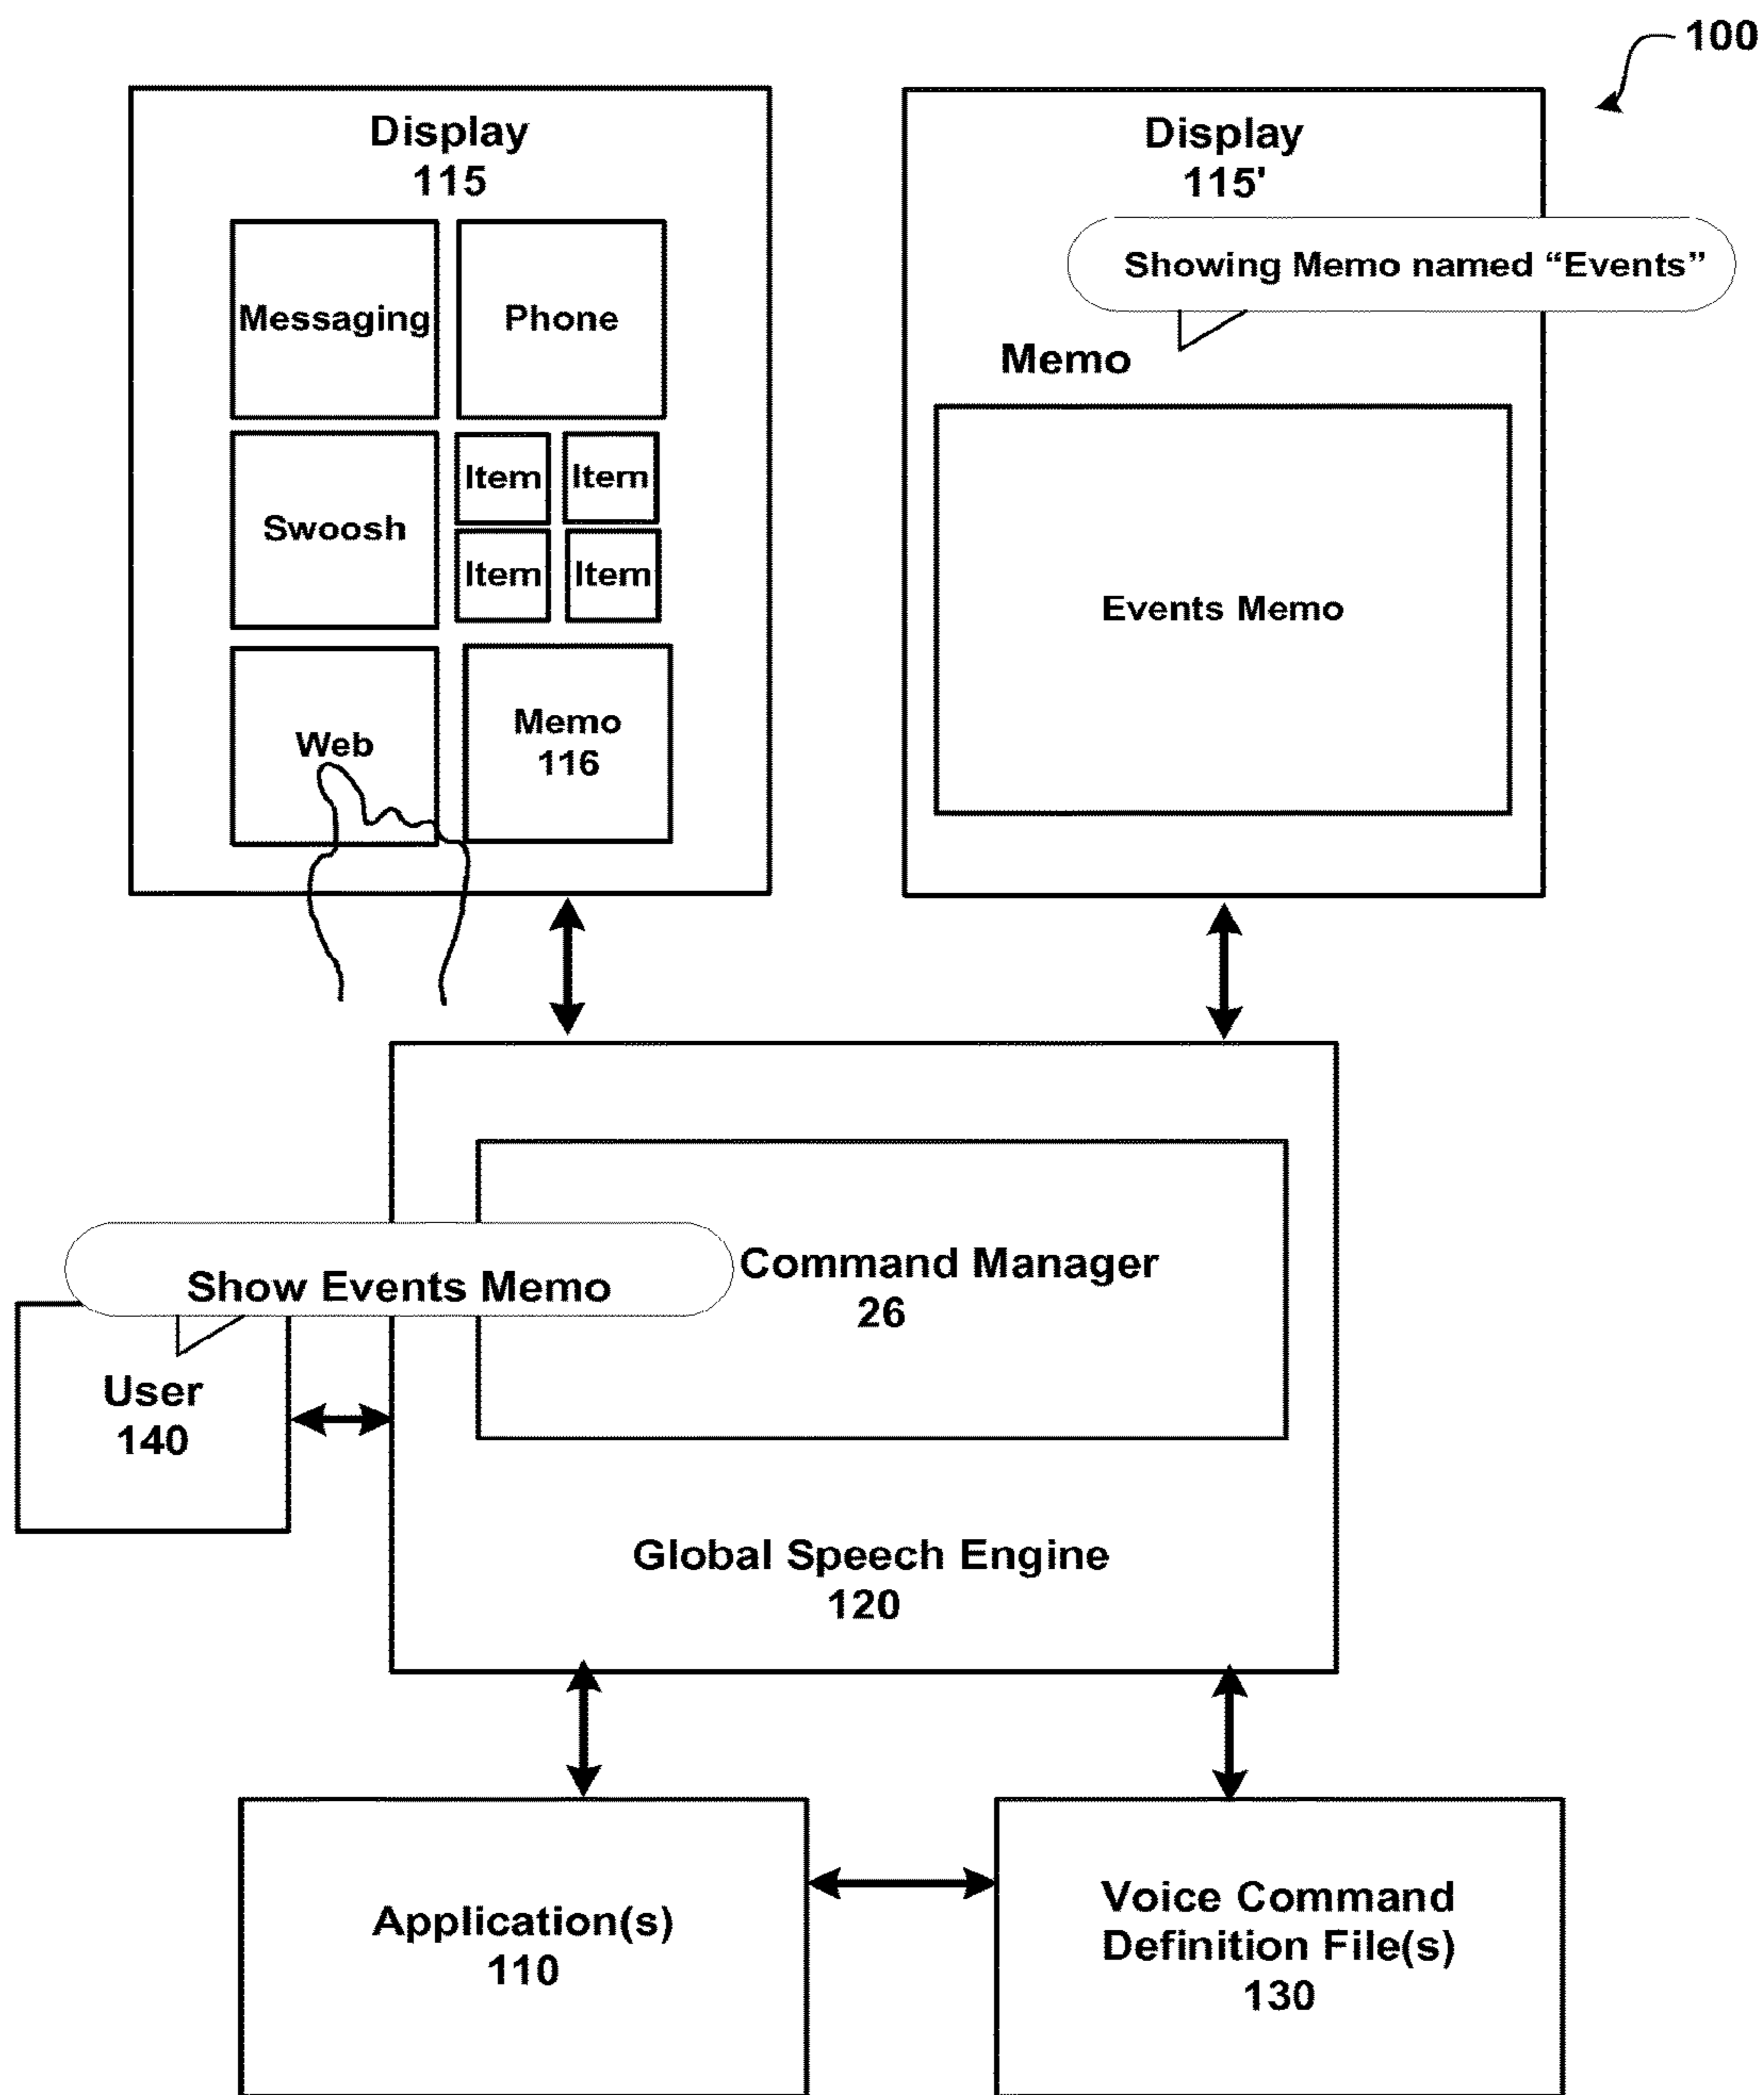 100
Display
115
Messaging
Phone
Swoosh
Item
Item
Item
Item
Web
Memo
116
Display
115'
Showing Memo named “Events”
Memo
Events Memo
Show Events Memo
Command Manager
26
User
140
Global Speech Engine
120
Application(s)
110
Voice Command
Definition File(s)
130